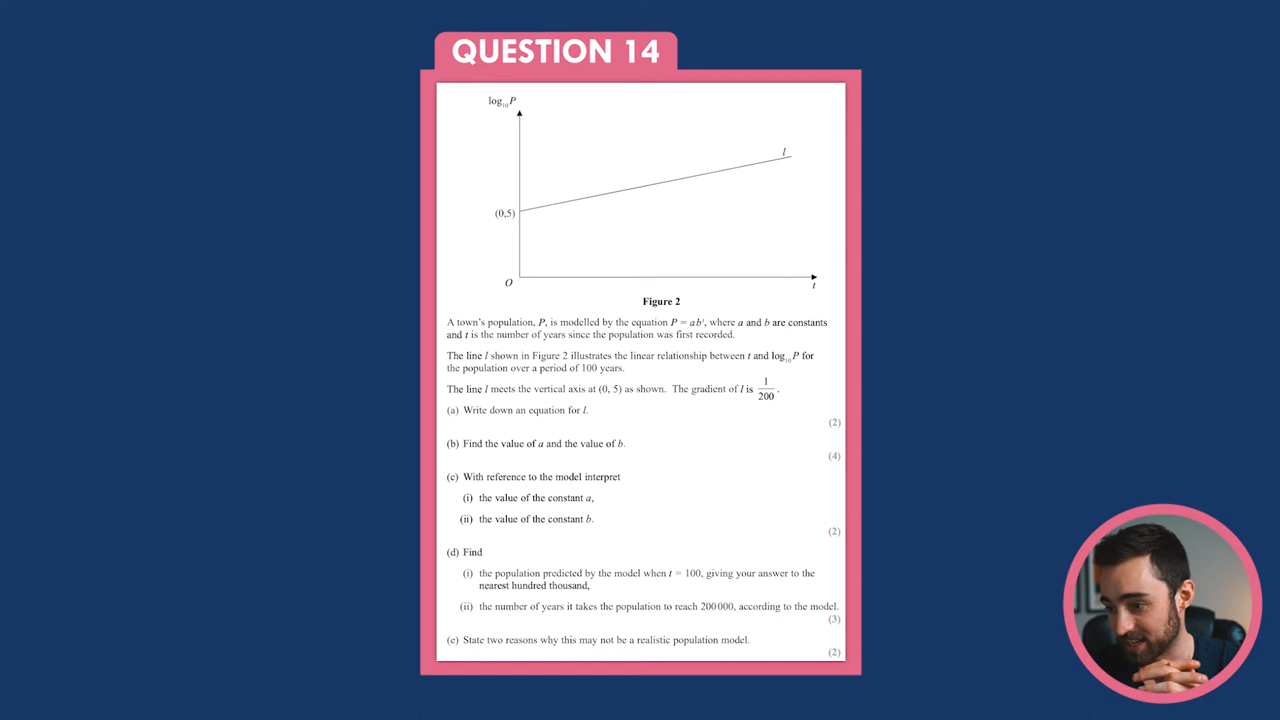 QUESTION 14
log₁₀P
l
(0,5)
O
t
Figure 2
A town's population, P, is modelled by the equation P = abᵗ, where a and b are constants
and t is the number of years since the population was first recorded.
The line l shown in Figure 2 illustrates the linear relationship between t and log₁₀P for
the population over a period of 100 years.
The line l meets the vertical axis at (0, 5) as shown. The gradient of l is 1/200.
(a) Write down an equation for l.
(2)
(b) Find the value of a and the value of b.
(4)
(c) With reference to the model interpret
(i) the value of the constant a,
(ii) the value of the constant b.
(2)
(d) Find
(i) the population predicted by the model when t = 100, giving your answer to the
nearest hundred thousand,
(ii) the number of years it takes the population to reach 200000, according to the model.
(3)
(e) State two reasons why this may not be a realistic population model.
(2)